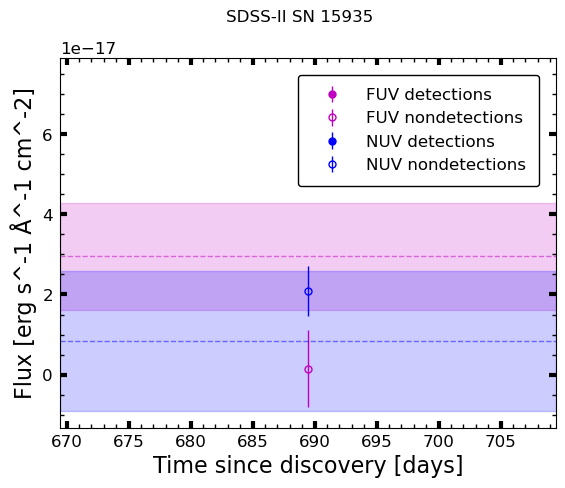 SDSS-II SN 15935
1e−17
FUV detections
FUV nondetections
NUV detections
NUV nondetections
6
4
2
0
Flux [erg s^-1 Å^-1 cm^-2]
670 675 680 685 690 695 700 705
Time since discovery [days]